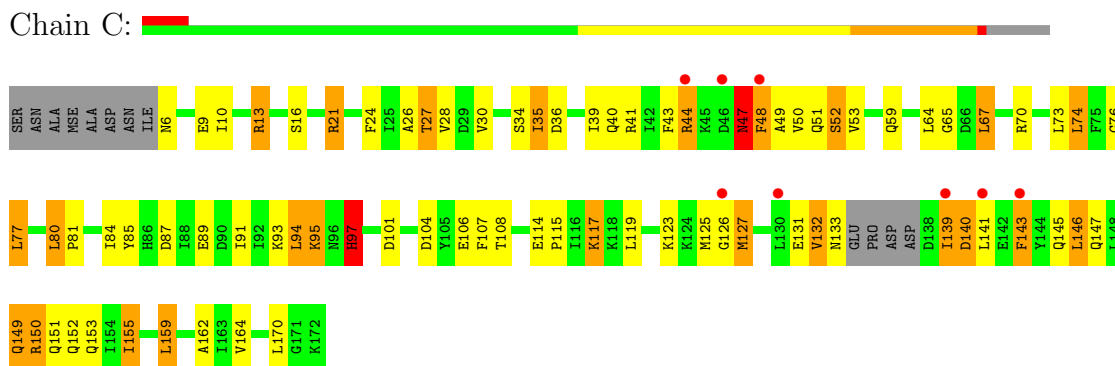 Chain C:
SER ASN ALA MSE ALA ASP ASN ILE N6 E9 I10 R13 S16 R21 F24 I25 A26 T27 V28 D29 V30 S34 I35 D36 I39 Q40 R41 I42 F43 R44 K45 D46 N47 F48 A49 V50 Q51 S52 V53 Q59 L64 G65 D66 L67 R70 L73 L74 F75 G76
L77 L80 P81 I84 Y85 H86 D87 I88 E89 D90 I91 I92 K93 L94 K95 N96 H97 D101 D104 Y105 E106 F107 T108 E114 P115 I116 K117 K118 L119 K123 K124 M125 G126 M127 L130 E131 V132 N133 GLU PRO ASP ASP D138 I139 D140 L141 E142 F143 Y144 Q145 L146 Q147 L148
Q149 R150 Q151 Q152 Q153 I154 I155 L159 A162 I163 V164 L170 G171 K172